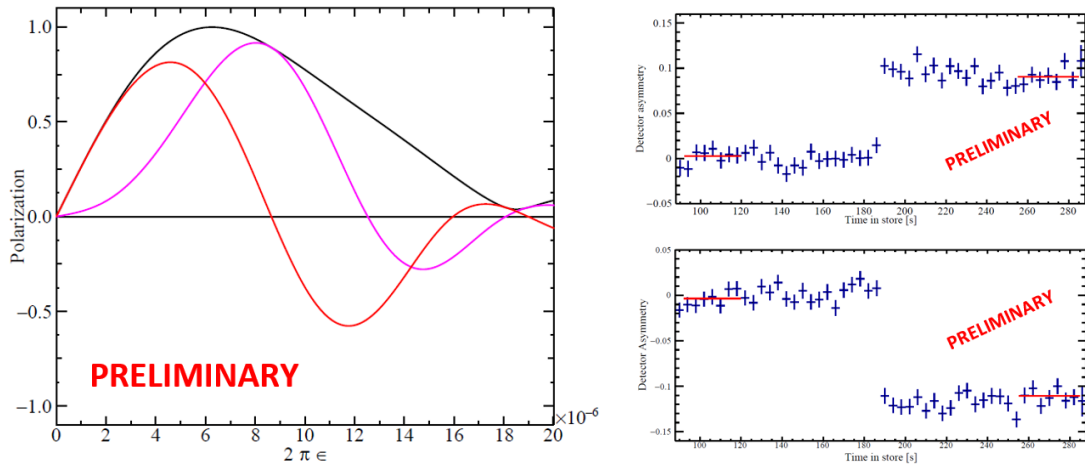 1.0
0.5
0.0
−0.5
−1.0
Polarization
PRELIMINARY
0 2 4 6 8 10 12 14 16 18 20
×10⁻⁶
2 π ∈
0.15
0.1
0.05
0
−0.05
Detector asymmetry
PRELIMINARY
100 120 140 160 180 200 220 240 260 280
Time in store [s]
0.05
0
−0.05
−0.1
−0.15
Detector Asymmetry
PRELIMINARY
100 120 140 160 180 200 220 240 260 280
Time in store [s]